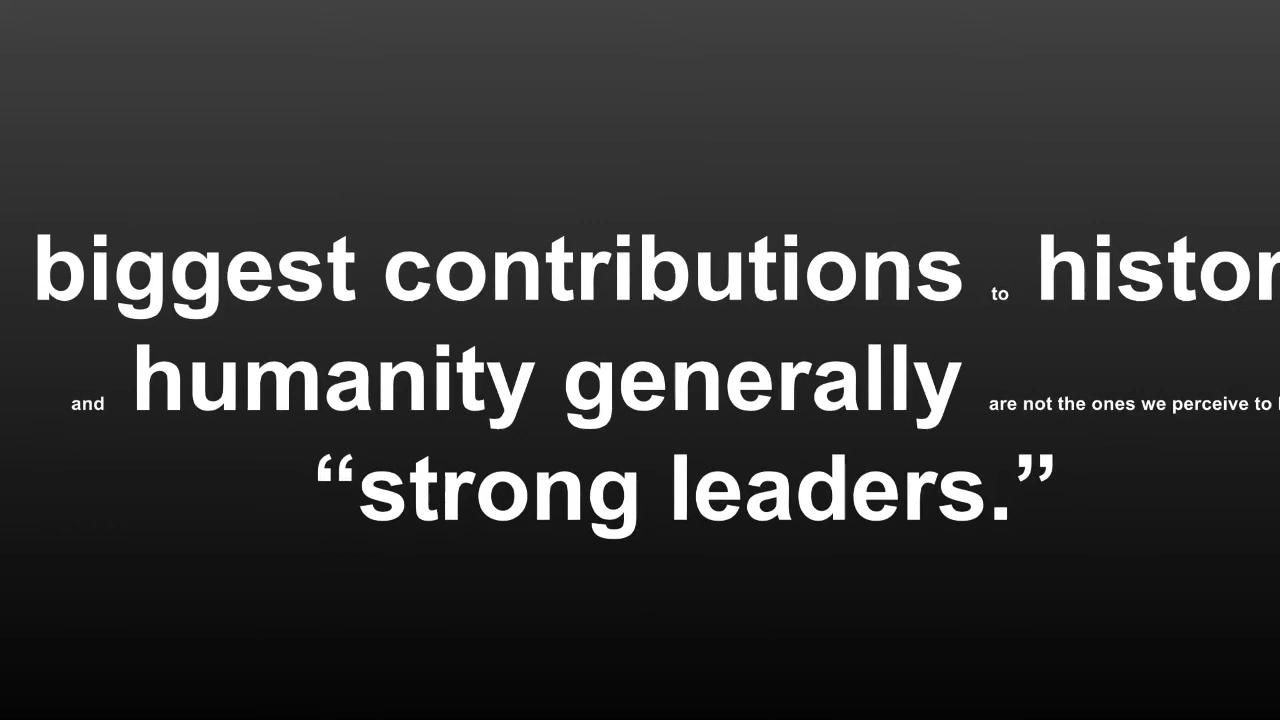 biggest contributions to histor
and humanity generally are not the ones we perceive to
“strong leaders.”